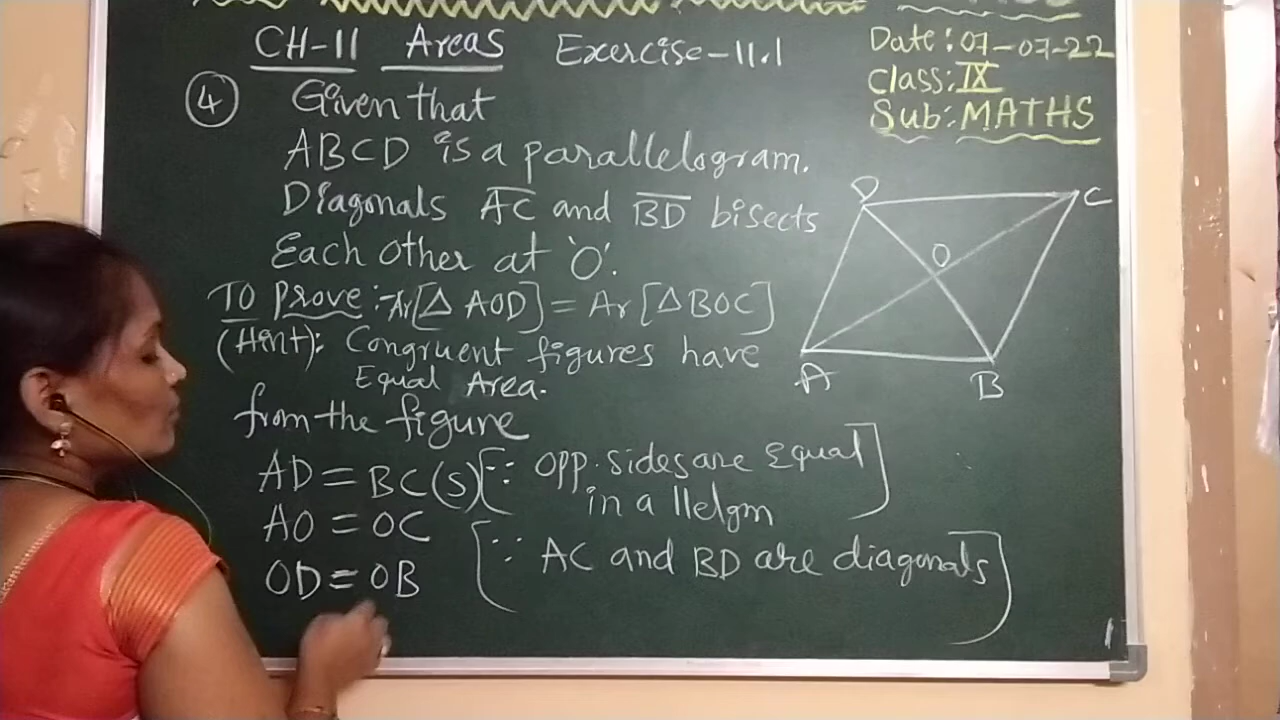 CH-11 Areas Exercise-11.1
Date: 07-07-22
Class: IX
Sub: MATHS
④ Given that
ABCD is a parallelogram.
Diagonals A̅C̅ and B̅D̅ bisects
Each other at 'O'.
To prove: Ar[△ AOD] = Ar[△BOC]
(Hint): Congruent figures have
Equal Area.
from the figure
AD = BC (S) [∵ opp. sides are Equal
in a llelgm]
AO = OC
OD = OB [∵ AC and BD are diagonals]
D
C
O
A
B